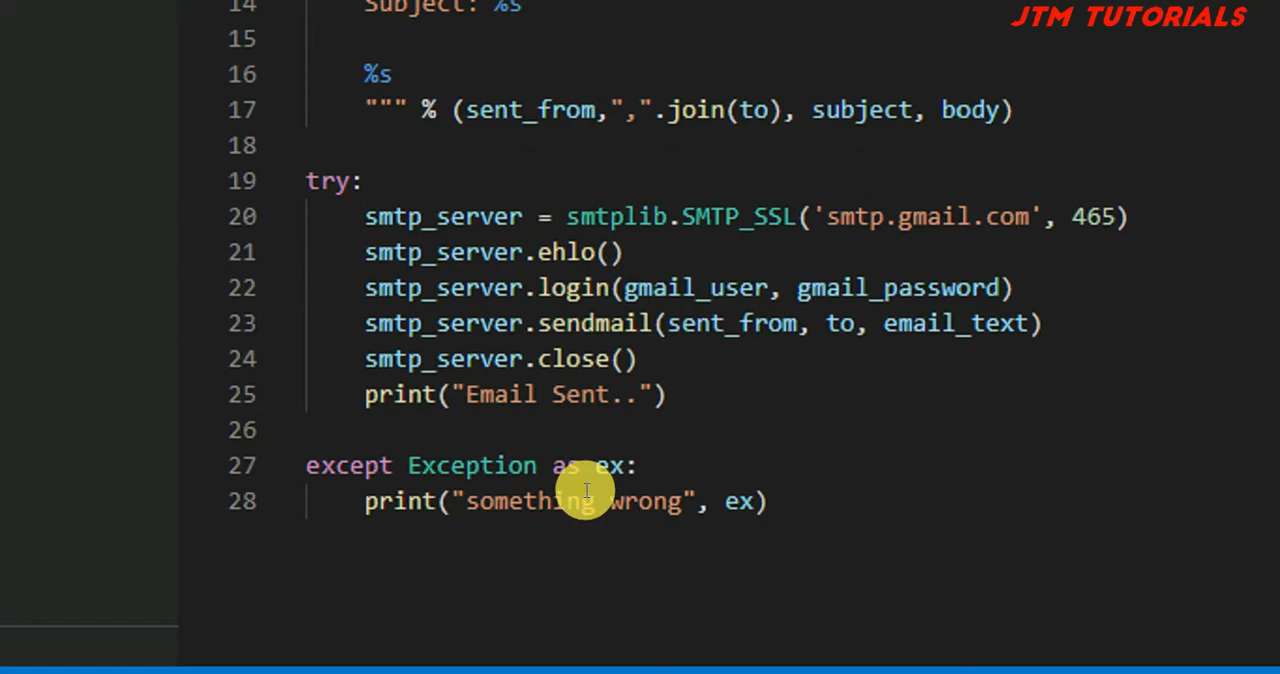 JTM TUTORIALS
14 Subject: %s
15
16 %s
17 """ % (sent_from,",".join(to), subject, body)
18
19 try:
20 smtp_server = smtplib.SMTP_SSL('smtp.gmail.com', 465)
21 smtp_server.ehlo()
22 smtp_server.login(gmail_user, gmail_password)
23 smtp_server.sendmail(sent_from, to, email_text)
24 smtp_server.close()
25 print("Email Sent..")
26
27 except Exception as ex:
28 print("something wrong", ex)